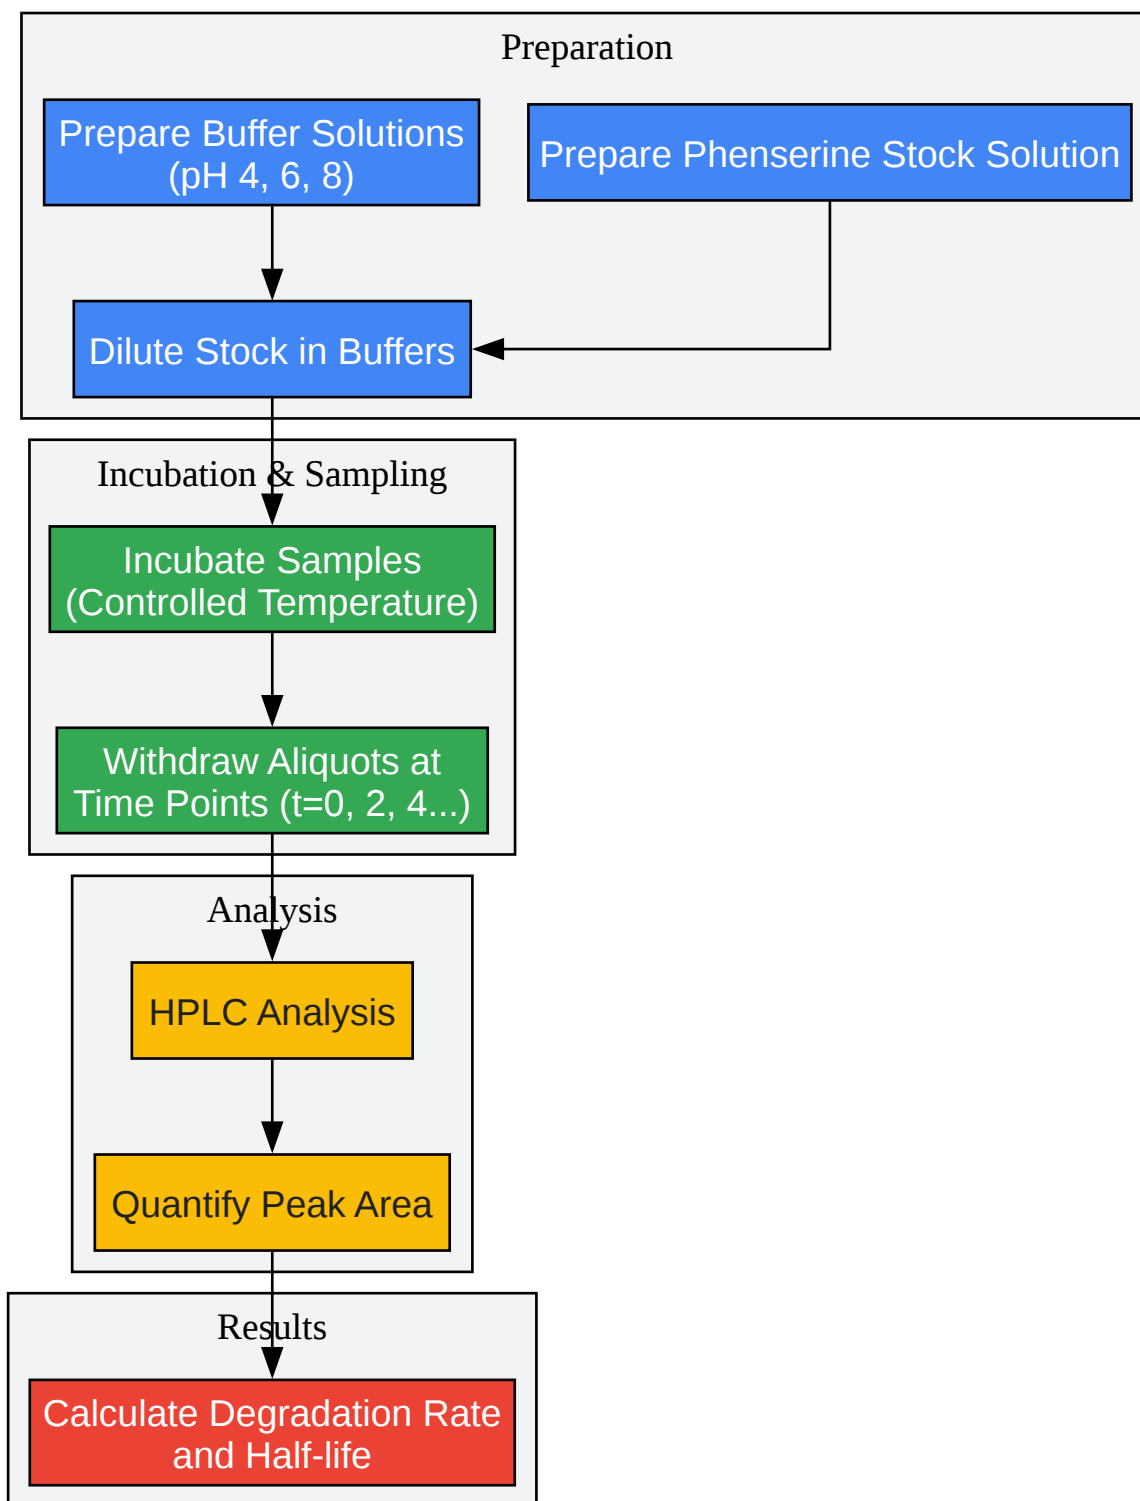 Preparation
Prepare Buffer Solutions
(pH 4, 6, 8)
Prepare Phenserine Stock Solution
Dilute Stock in Buffers
Incubation & Sampling
Incubate Samples
(Controlled Temperature)
Withdraw Aliquots at
Time Points (t=0, 2, 4...)
Analysis
HPLC Analysis
Quantify Peak Area
Results
Calculate Degradation Rate
and Half-life